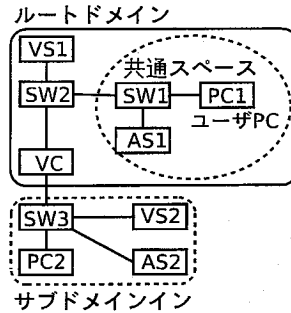 ルートドメイン
VS1
共通スペース
SW2
SW1
PC1
ユーザPC
AS1
VC
SW3
VS2
PC2
AS2
サブドメインイン